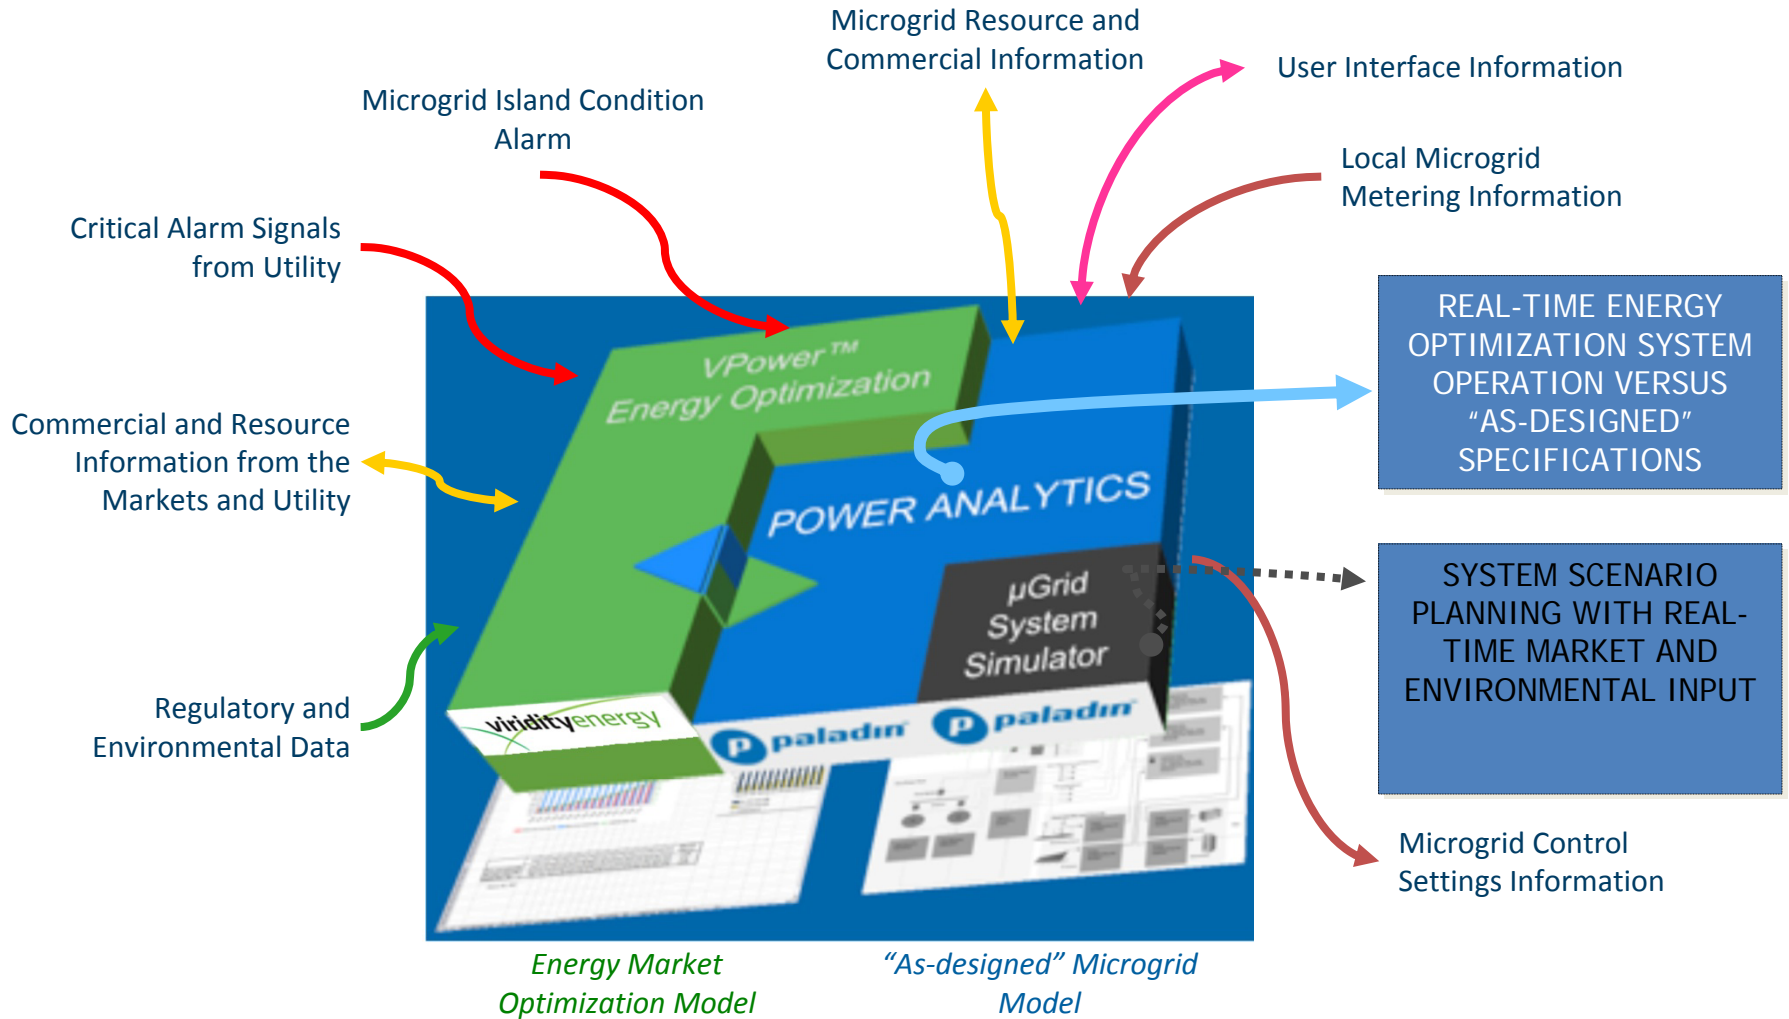 Microgrid Resource and
Commercial Information
User Interface Information
Microgrid Island Condition
Alarm
Local Microgrid
Metering Information
Critical Alarm Signals
from Utility
REAL-TIME ENERGY
OPTIMIZATION SYSTEM
OPERATION VERSUS
“AS-DESIGNED”
SPECIFICATIONS
VPower™
Energy Optimization
Commercial and Resource
Information from the
Markets and Utility
POWER ANALYTICS
µGrid
System
Simulator
SYSTEM SCENARIO
PLANNING WITH REAL-
TIME MARKET AND
ENVIRONMENTAL INPUT
Regulatory and
Environmental Data
viridityenergy
paladin
paladin
Microgrid Control
Settings Information
Energy Market
Optimization Model
“As-designed” Microgrid
Model